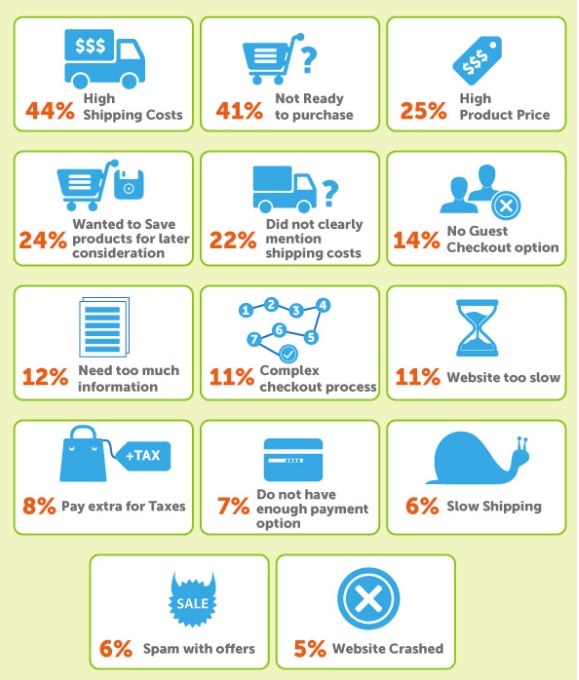 $$$
44% High
Shipping Costs
?
41% Not Ready
to purchase
$$$
25% High
Product Price
24% Wanted to Save
products for later
consideration
?
22% Did not clearly
mention
shipping costs
14% No Guest
Checkout option
12% Need too much
information
1 2 3 4
7 6 5
11% Complex
checkout process
11% Website too slow
+TAX
8% Pay extra for Taxes
7% Do not have
enough payment
option
6% Slow Shipping
SALE
6% Spam with offers
5% Website Crashed